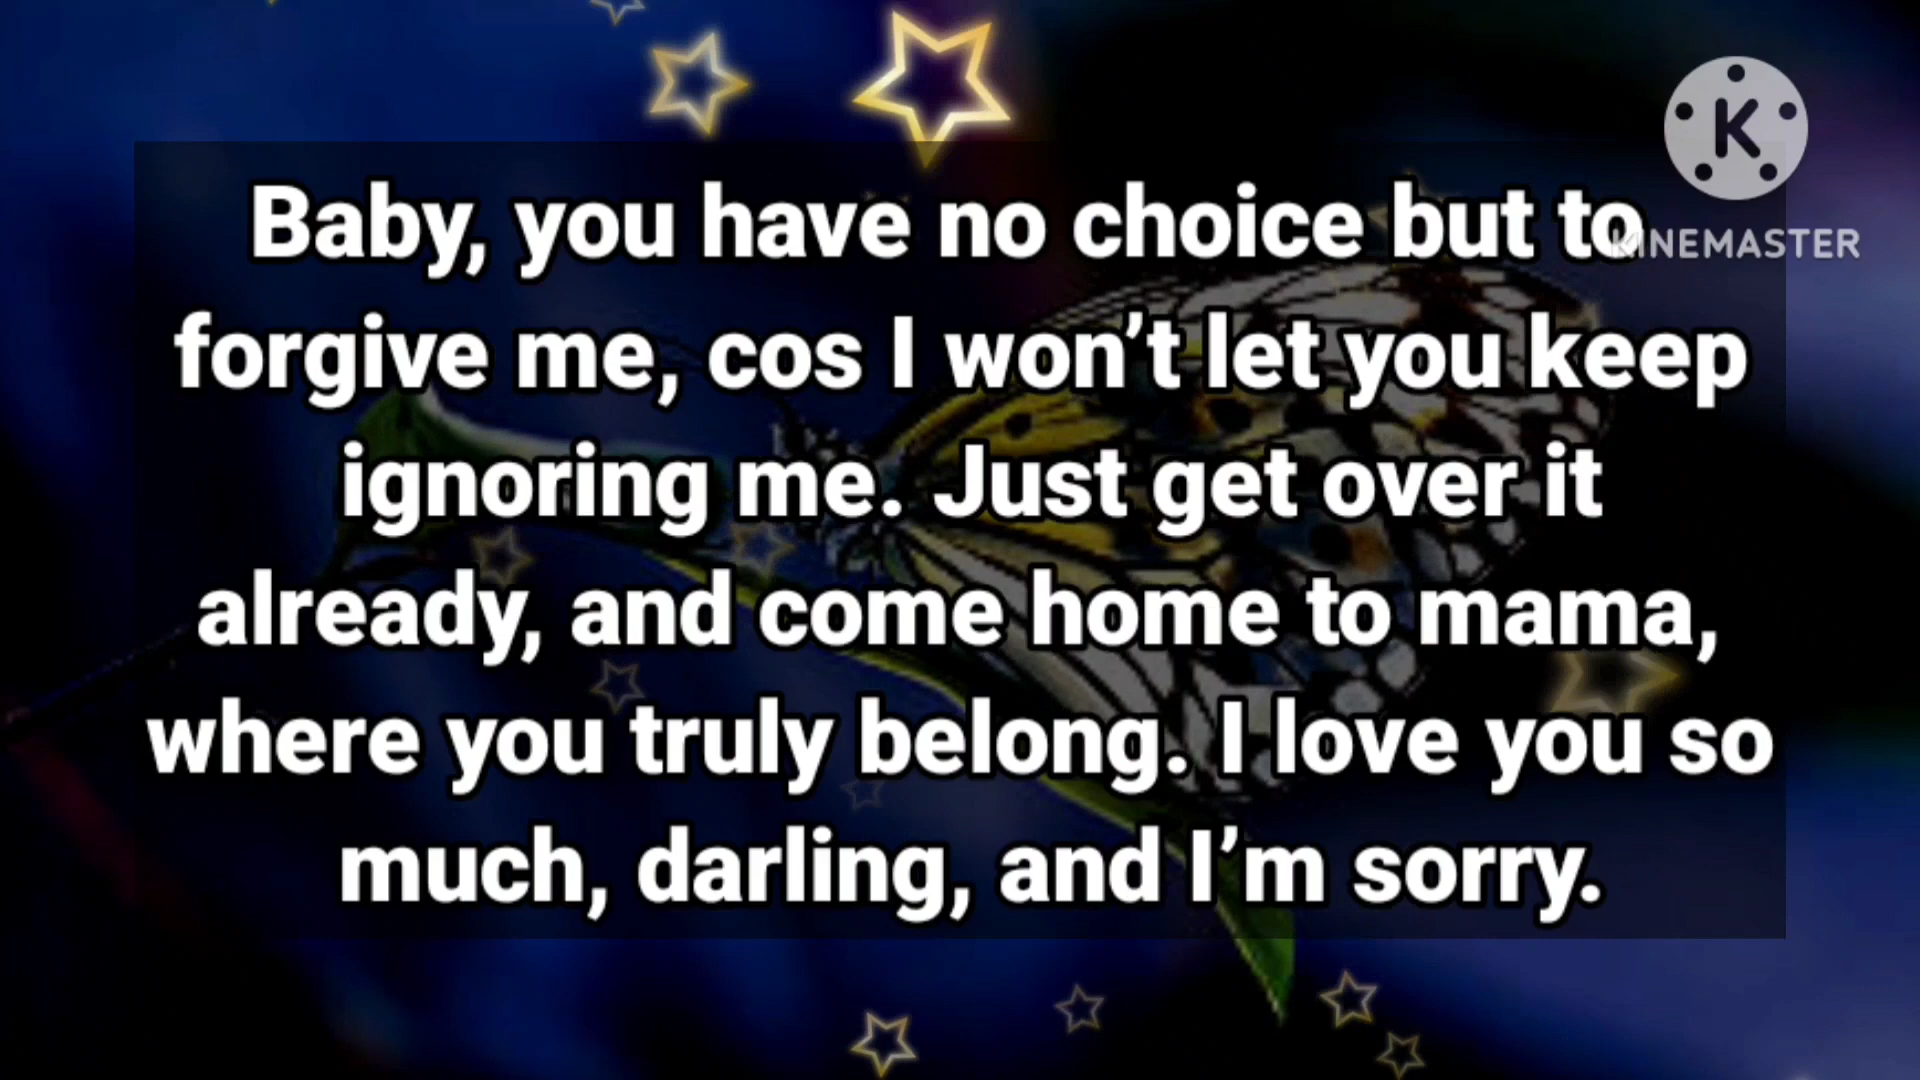 K
KINEMASTER
Baby, you have no choice but to
forgive me, cos I won’t let you keep
ignoring me. Just get over it
already, and come home to mama,
where you truly belong. I love you so
much, darling, and I’m sorry.